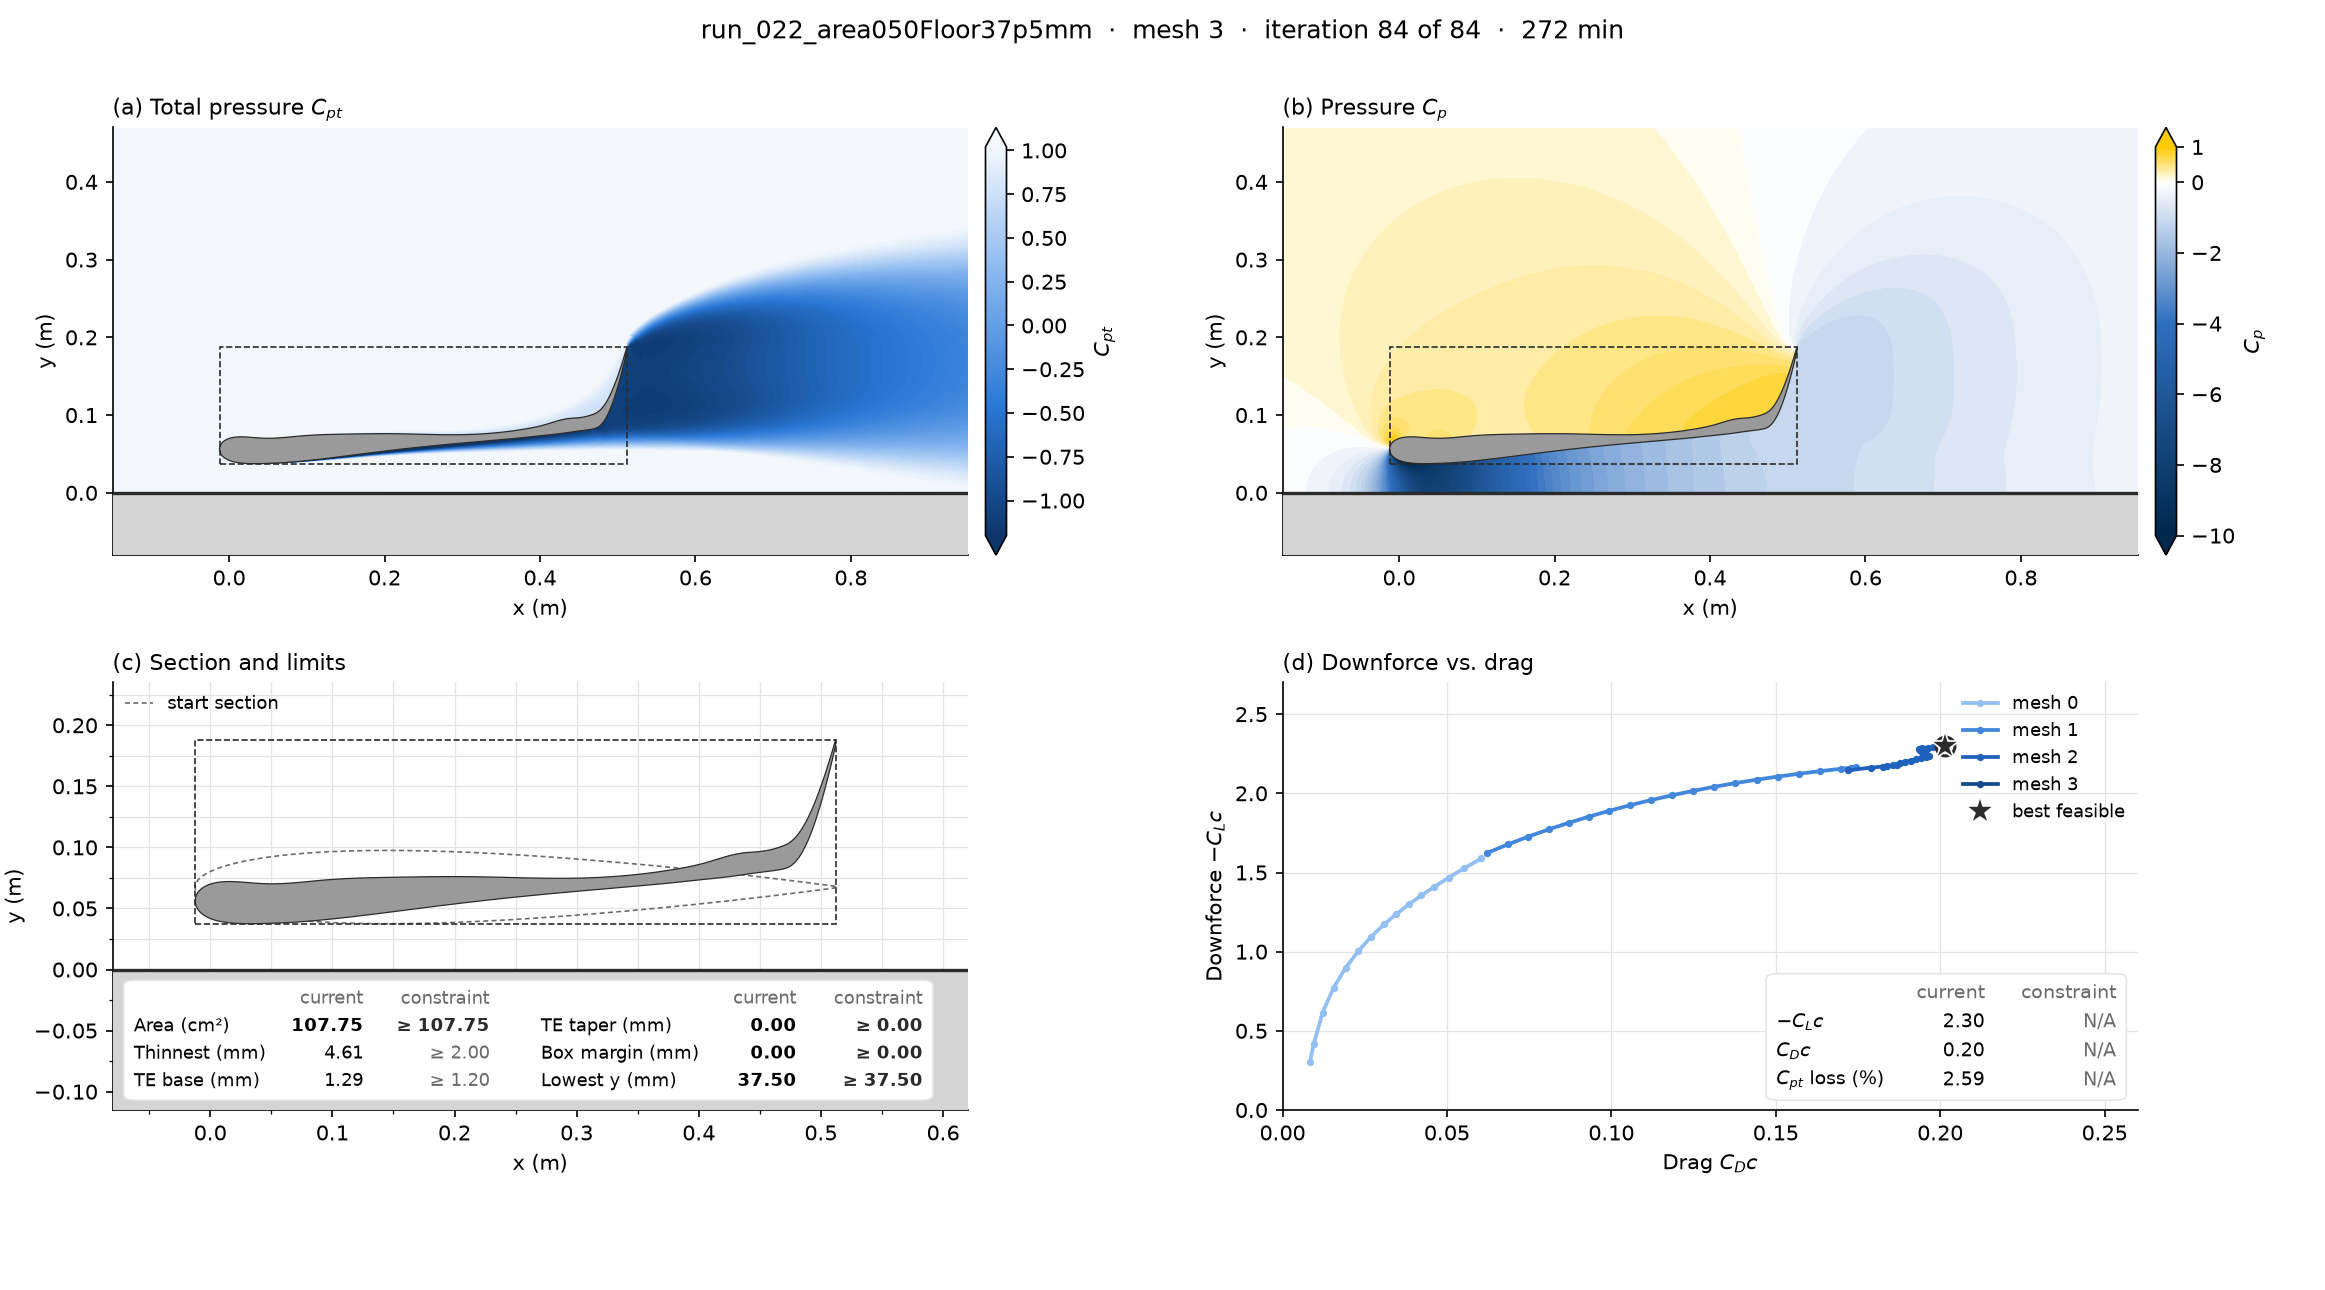 run_022_area050Floor37p5mm · mesh 3 · iteration 84 of 84 · 272 min
(a) Total pressure Cpt
0.4
0.3
0.2
0.1
0.0
y (m)
0.0 0.2 0.4 0.6 0.8
x (m)
1.00
0.75
0.50
0.25
0.00
−0.25
−0.50
−0.75
−1.00
Cpt
(b) Pressure Cp
0.4
0.3
0.2
0.1
0.0
y (m)
0.0 0.2 0.4 0.6 0.8
x (m)
1
0
−2
−4
−6
−8
−10
Cp
(c) Section and limits
start section
0.20
0.15
0.10
0.05
0.00
−0.05
−0.10
y (m)
current constraint current constraint
Area (cm²) 107.75 ≥ 107.75 TE taper (mm) 0.00 ≥ 0.00
Thinnest (mm) 4.61 ≥ 2.00 Box margin (mm) 0.00 ≥ 0.00
TE base (mm) 1.29 ≥ 1.20 Lowest y (mm) 37.50 ≥ 37.50
0.0 0.1 0.2 0.3 0.4 0.5 0.6
x (m)
(d) Downforce vs. drag
2.5
2.0
1.5
1.0
0.5
0.0
Downforce −CLc
mesh 0
mesh 1
mesh 2
mesh 3
best feasible
current constraint
−CLc 2.30 N/A
CDc 0.20 N/A
Cpt loss (%) 2.59 N/A
0.00 0.05 0.10 0.15 0.20 0.25
Drag CDc